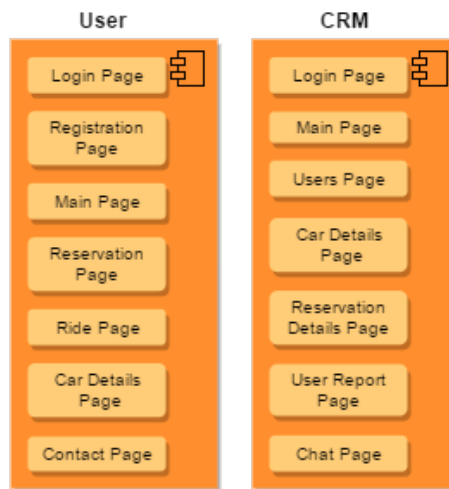 User
Login Page
Registration
Page
Main Page
Reservation
Page
Ride Page
Car Details
Page
Contact Page
CRM
Login Page
Main Page
Users Page
Car Details
Page
Reservation
Details Page
User Report
Page
Chat Page